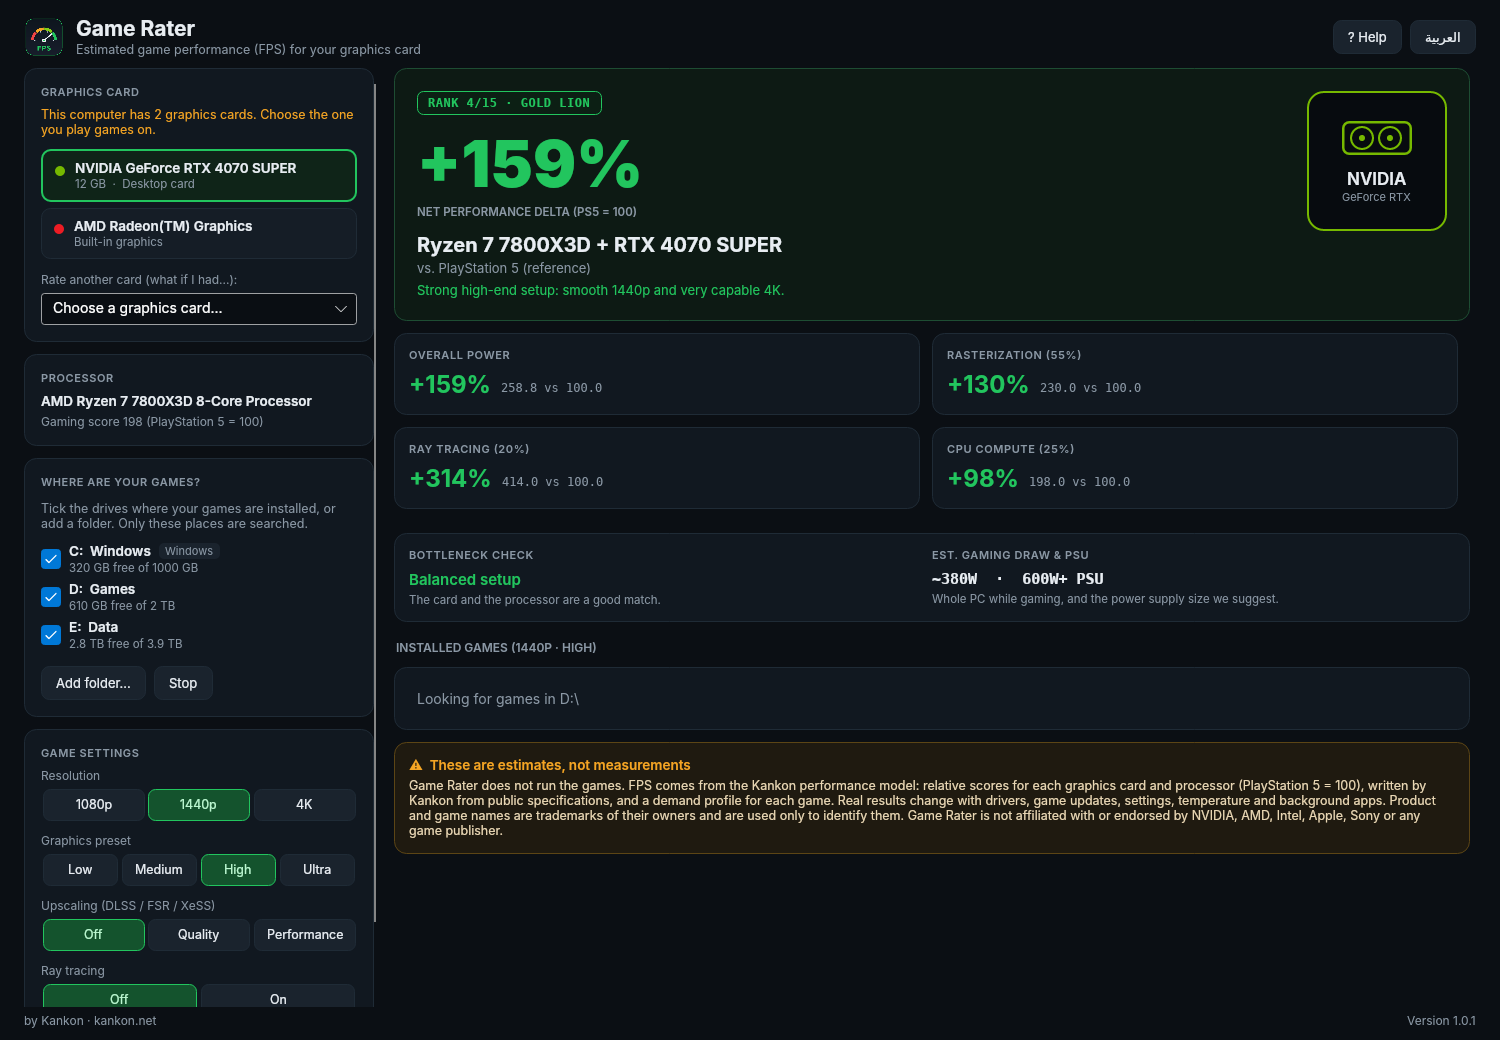 FPS
Game Rater
Estimated game performance (FPS) for your graphics card
? Help
العربية
GRAPHICS CARD
This computer has 2 graphics cards. Choose the one
you play games on.
NVIDIA GeForce RTX 4070 SUPER
12 GB · Desktop card
AMD Radeon(TM) Graphics
Built-in graphics
Rate another card (what if I had...):
Choose a graphics card...
PROCESSOR
AMD Ryzen 7 7800X3D 8-Core Processor
Gaming score 198 (PlayStation 5 = 100)
WHERE ARE YOUR GAMES?
Tick the drives where your games are installed, or
add a folder. Only these places are searched.
C: Windows Windows
320 GB free of 1000 GB
D: Games
610 GB free of 2 TB
E: Data
2.8 TB free of 3.9 TB
Add folder... Stop
GAME SETTINGS
Resolution
1080p 1440p 4K
Graphics preset
Low Medium High Ultra
Upscaling (DLSS / FSR / XeSS)
Off Quality Performance
Ray tracing
Off On
RANK 4/15 · GOLD LION
+159%
NET PERFORMANCE DELTA (PS5 = 100)
Ryzen 7 7800X3D + RTX 4070 SUPER
vs. PlayStation 5 (reference)
Strong high-end setup: smooth 1440p and very capable 4K.
NVIDIA
GeForce RTX
OVERALL POWER
+159% 258.8 vs 100.0
RASTERIZATION (55%)
+130% 230.0 vs 100.0
RAY TRACING (20%)
+314% 414.0 vs 100.0
CPU COMPUTE (25%)
+98% 198.0 vs 100.0
BOTTLENECK CHECK
Balanced setup
The card and the processor are a good match.
EST. GAMING DRAW & PSU
~380W · 600W+ PSU
Whole PC while gaming, and the power supply size we suggest.
INSTALLED GAMES (1440P · HIGH)
Looking for games in D:\
⚠ These are estimates, not measurements
Game Rater does not run the games. FPS comes from the Kankon performance model: relative scores for each graphics card and processor (PlayStation 5 = 100), written by
Kankon from public specifications, and a demand profile for each game. Real results change with drivers, game updates, settings, temperature and background apps. Product
and game names are trademarks of their owners and are used only to identify them. Game Rater is not affiliated with or endorsed by NVIDIA, AMD, Intel, Apple, Sony or any
game publisher.
by Kankon · kankon.net
Version 1.0.1